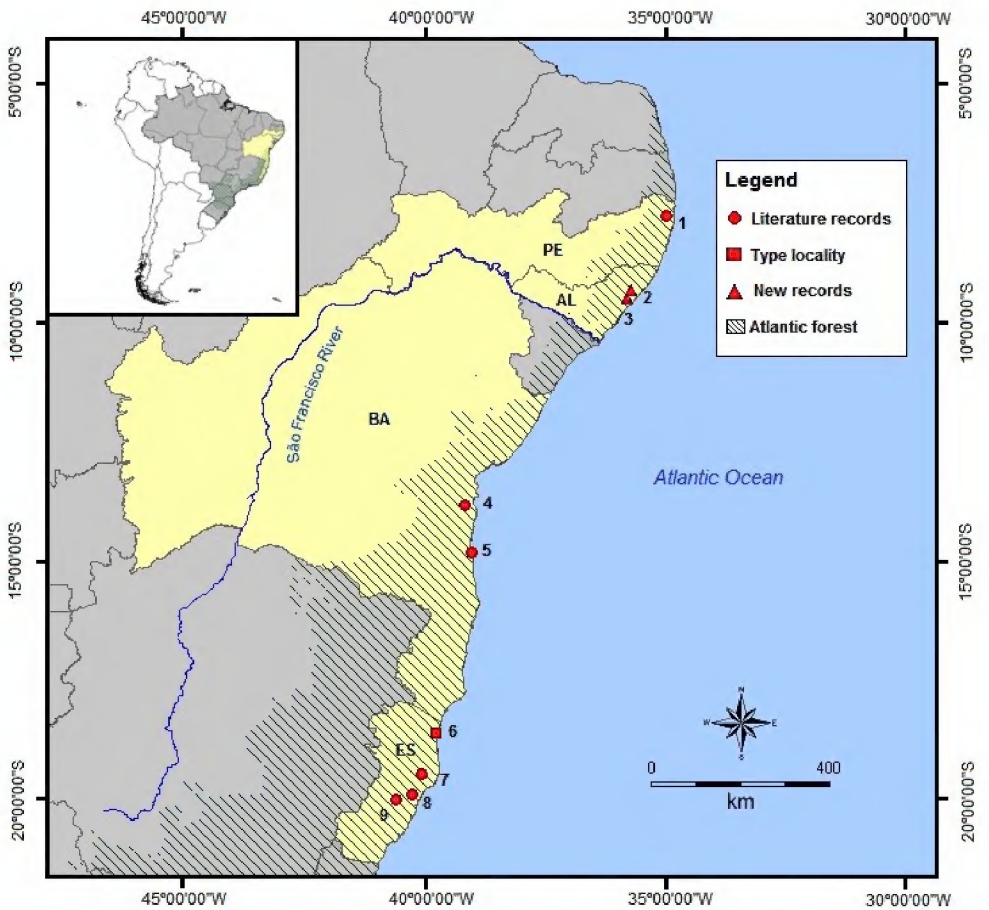 45°00'00"W 40°00'00"W 35°00'00"W 30°00'00"W
5°00'00"S
10°00'00"S
15°00'00"S
20°00'00"S
5°00'00"S
10°00'00"S
15°00'00"S
20°00'00"S
Legend
Literature records
Type locality
New records
Atlantic forest
1
PE
AL
2
3
São Francisco River
BA
Atlantic Ocean
4
5
6
ES
7
8
9
N
W E
S
0 400
km
45°00'00"W 40°00'00"W 35°00'00"W 30°00'00"W